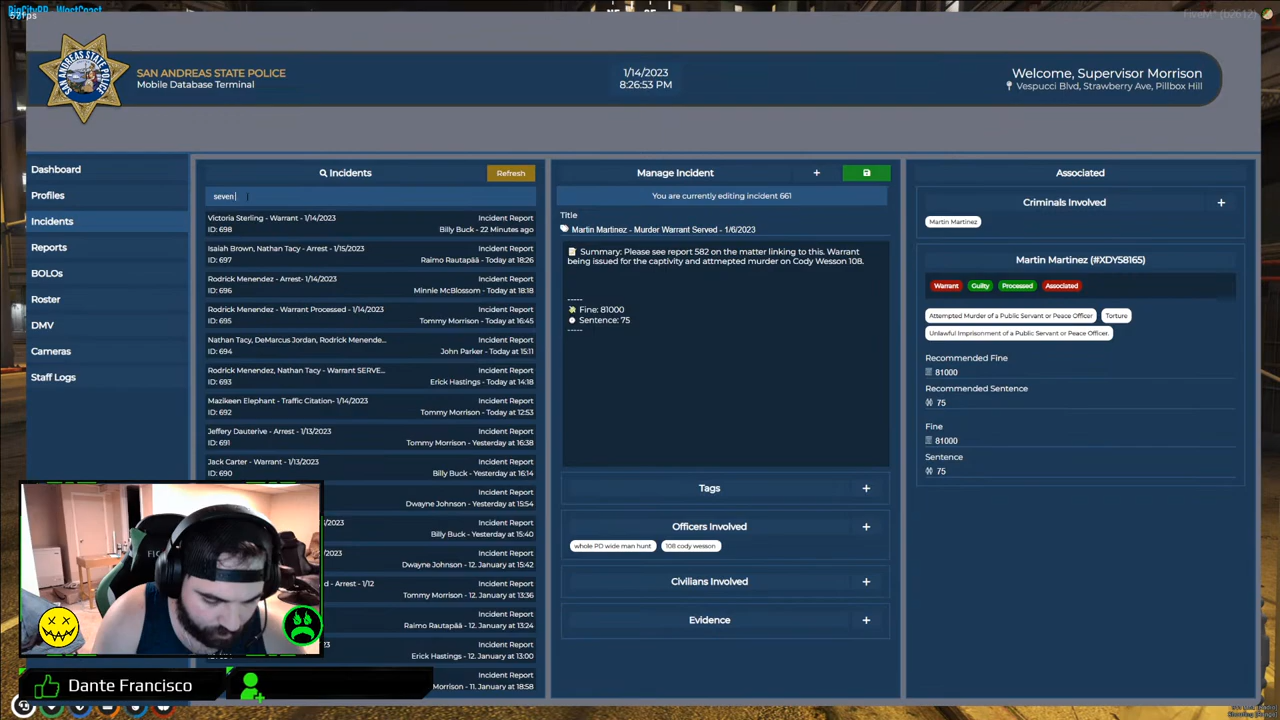 BigCityRP - WestCoast
52fps
FiveM® (b2612)
SAN ANDREAS STATE POLICE
Mobile Database Terminal
1/14/2023
8:26:53 PM
Welcome, Supervisor Morrison
Vespucci Blvd, Strawberry Ave, Pillbox Hill
Dashboard
Profiles
Incidents
Reports
BOLOs
Roster
DMV
Cameras
Staff Logs
Incidents
Refresh
seven
Victoria Sterling - Warrant - 1/14/2023 Incident Report
ID: 698 Billy Buck - 22 Minutes ago
Isaiah Brown, Nathan Tacy - Arrest - 1/15/2023 Incident Report
ID: 697 Raimo Rautapää - Today at 18:26
Rodrick Menendez - Arrest- 1/14/2023 Incident Report
ID: 696 Minnie McBlossom - Today at 18:18
Rodrick Menendez - Warrant Processed - 1/14/2023 Incident Report
ID: 695 Tommy Morrison - Today at 16:45
Nathan Tacy, DeMarcus Jordan, Rodrick Menende... Incident Report
ID: 694 John Parker - Today at 15:11
Rodrick Menendez, Nathan Tacy - Warrant SERVE... Incident Report
ID: 693 Erick Hastings - Today at 14:18
Mazikeen Elephant - Traffic Citation- 1/14/2023 Incident Report
ID: 692 Tommy Morrison - Today at 12:53
Jeffery Dauterive - Arrest - 1/13/2023 Incident Report
ID: 691 Tommy Morrison - Yesterday at 16:38
Jack Carter - Warrant - 1/13/2023 Incident Report
ID: 690 Billy Buck - Yesterday at 16:14
Incident Report
Dwayne Johnson - Yesterday at 15:54
/2023 Incident Report
Billy Buck - Yesterday at 15:40
/2023 Incident Report
Dwayne Johnson - 12. January at 15:42
d - Arrest - 1/12 Incident Report
Tommy Morrison - 12. January at 13:36
Incident Report
Raimo Rautapää - 12. January at 13:24
Incident Report
Erick Hastings - 12. January at 13:00
Incident Report
Morrison - 11. January at 18:58
Manage Incident
You are currently editing incident 661
Title
Martin Martinez - Murder Warrant Served - 1/6/2023
Summary: Please see report 582 on the matter linking to this. Warrant
being issued for the captivity and attmepted murder on Cody Wesson 108.
-----
Fine: 81000
Sentence: 75
-----
Tags
Officers Involved
whole PD wide man hunt 108 cody wesson
Civilians Involved
Evidence
Associated
Criminals Involved
Martin Martinez
Martin Martinez (#XDY58165)
Warrant Guilty Processed Associated
Attempted Murder of a Public Servant or Peace Officer Torture
Unlawful Imprisonment of a Public Servant or Peace Officer.
Recommended Fine
81000
Recommended Sentence
75
Fine
81000
Sentence
75
Dante Francisco